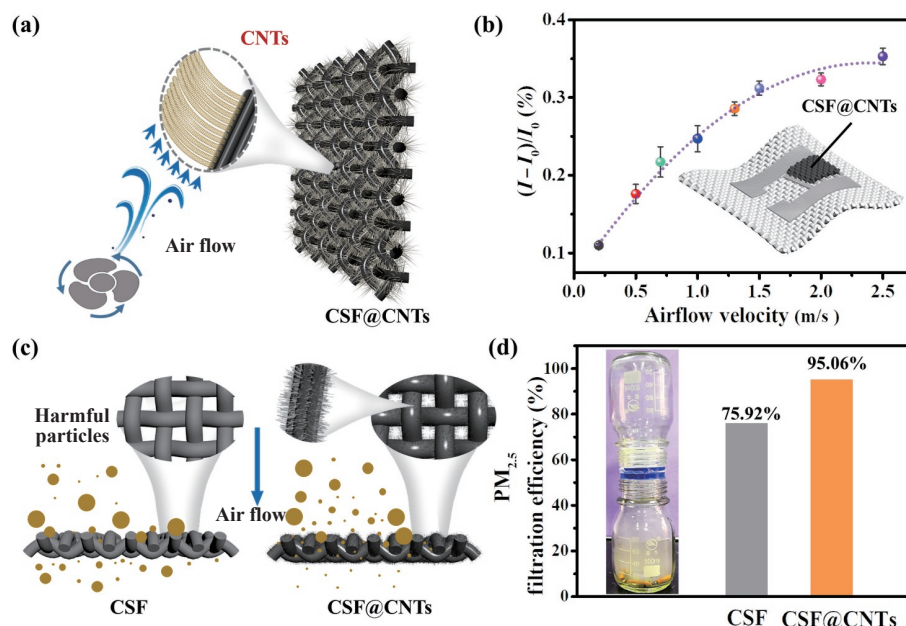 (a)
CNTs
Air flow
CSF@CNTs
(b)
(I – I₀)/I₀ (%)
0.4
0.3
0.2
0.1
CSF@CNTs
0.0 0.5 1.0 1.5 2.0 2.5
Airflow velocity (m/s )
(c)
Harmful
particles
Air flow
CSF
CSF@CNTs
(d)
PM2.5
filtration efficiency (%)
100
80
60
40
20
0
75.92%
95.06%
CSF CSF@CNTs